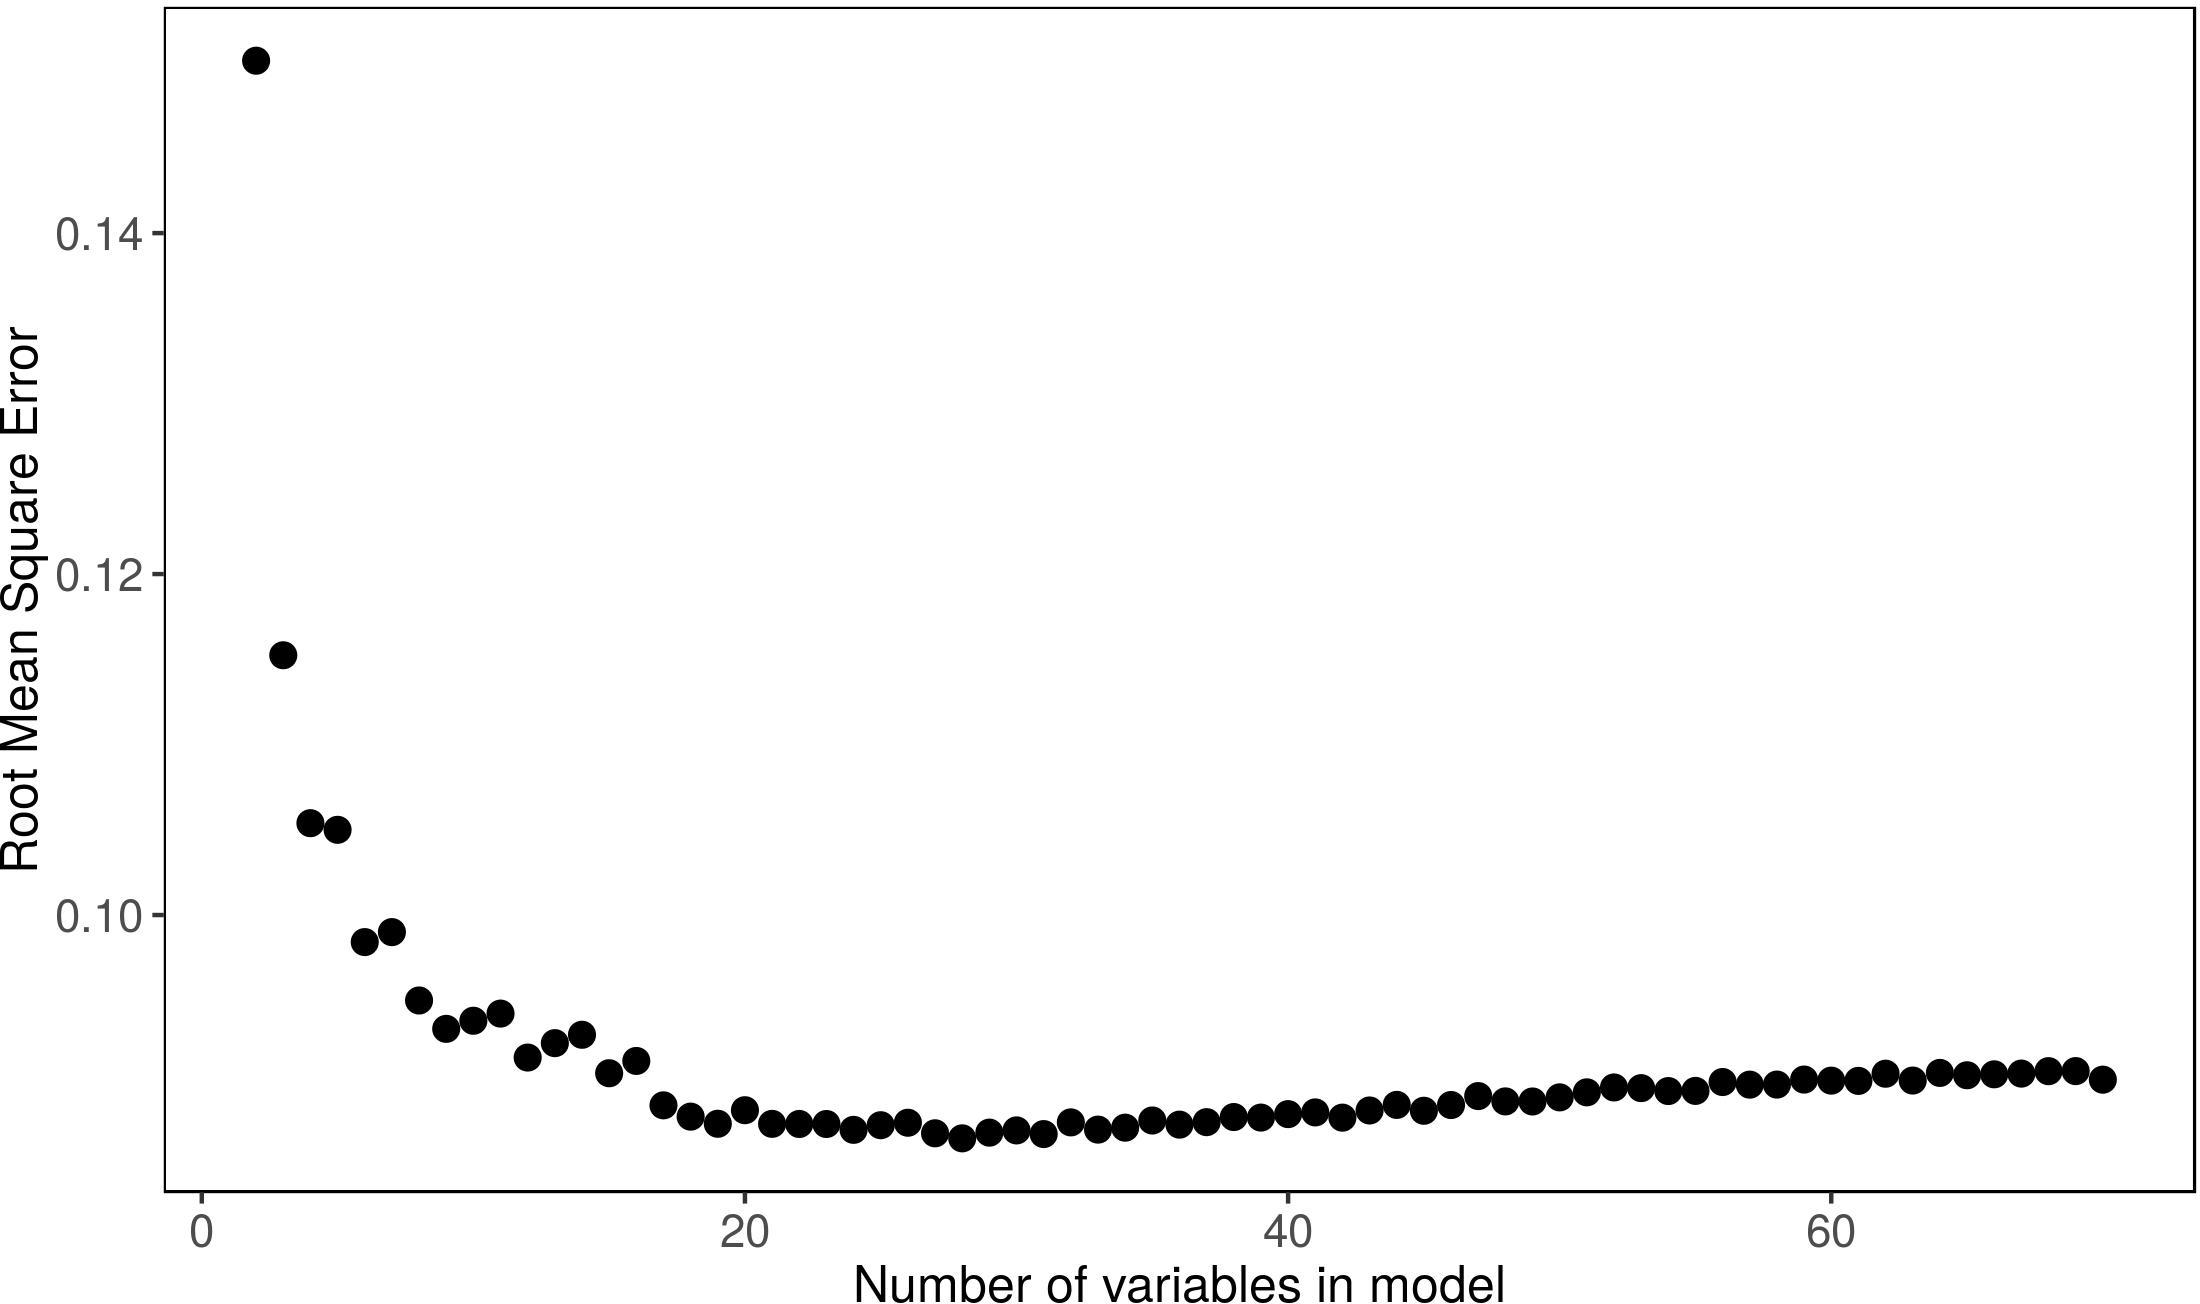 Root Mean Square Error
0.14
0.12
0.10
0 20 40 60
Number of variables in model